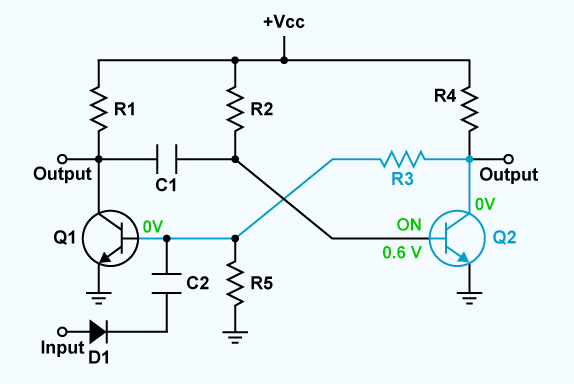 +Vcc
R1
R2
R4
Output
C1
R3
Output
0V
Q1
0V
ON
0.6 V
Q2
C2
R5
Input
D1